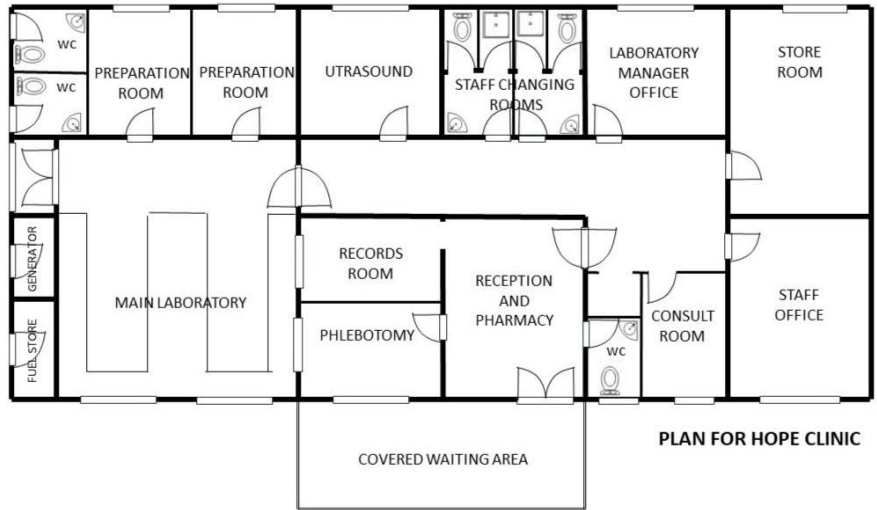 WC
WC
PREPARATION
ROOM
PREPARATION
ROOM
UTRASOUND
STAFF CHANGING
ROOMS
LABORATORY
MANAGER
OFFICE
STORE
ROOM
GENERATOR
FUEL STORE
MAIN LABORATORY
RECORDS
ROOM
PHLEBOTOMY
RECEPTION
AND
PHARMACY
WC
CONSULT
ROOM
STAFF
OFFICE
PLAN FOR HOPE CLINIC
COVERED WAITING AREA